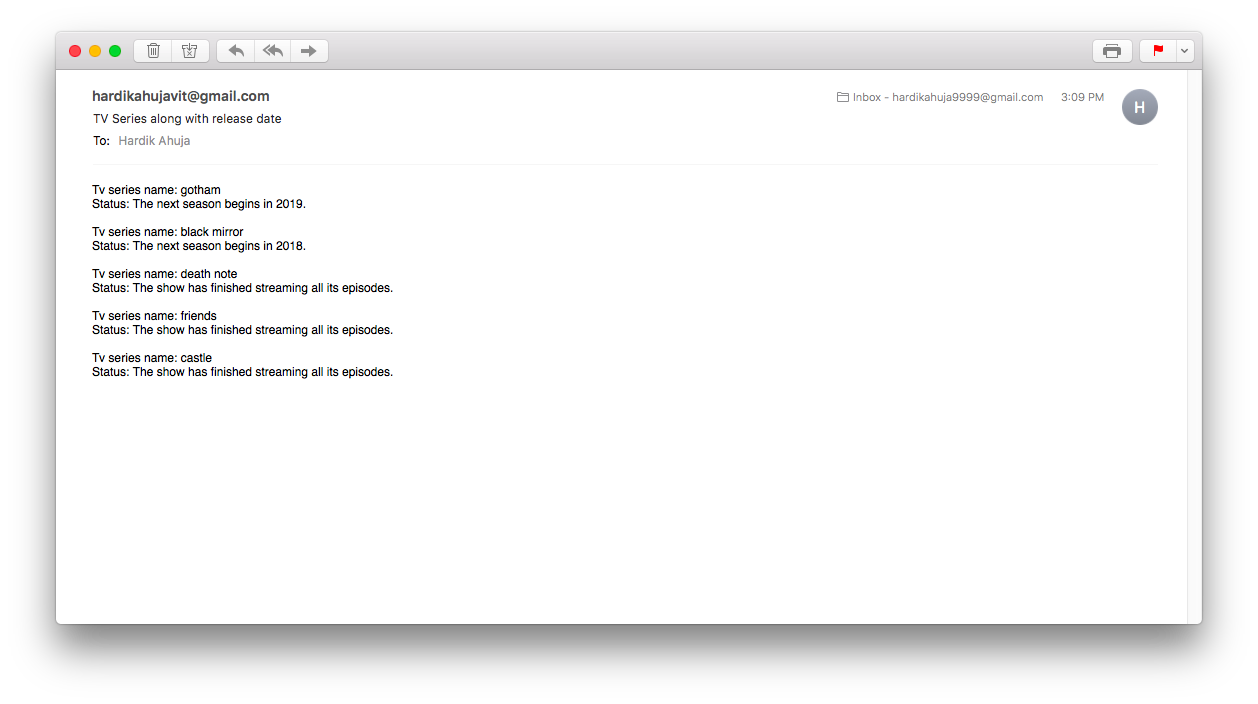 hardikahujavit@gmail.com
Inbox - hardikahuja9999@gmail.com 3:09 PM
H
TV Series along with release date
To: Hardik Ahuja
Tv series name: gotham
Status: The next season begins in 2019.
Tv series name: black mirror
Status: The next season begins in 2018.
Tv series name: death note
Status: The show has finished streaming all its episodes.
Tv series name: friends
Status: The show has finished streaming all its episodes.
Tv series name: castle
Status: The show has finished streaming all its episodes.